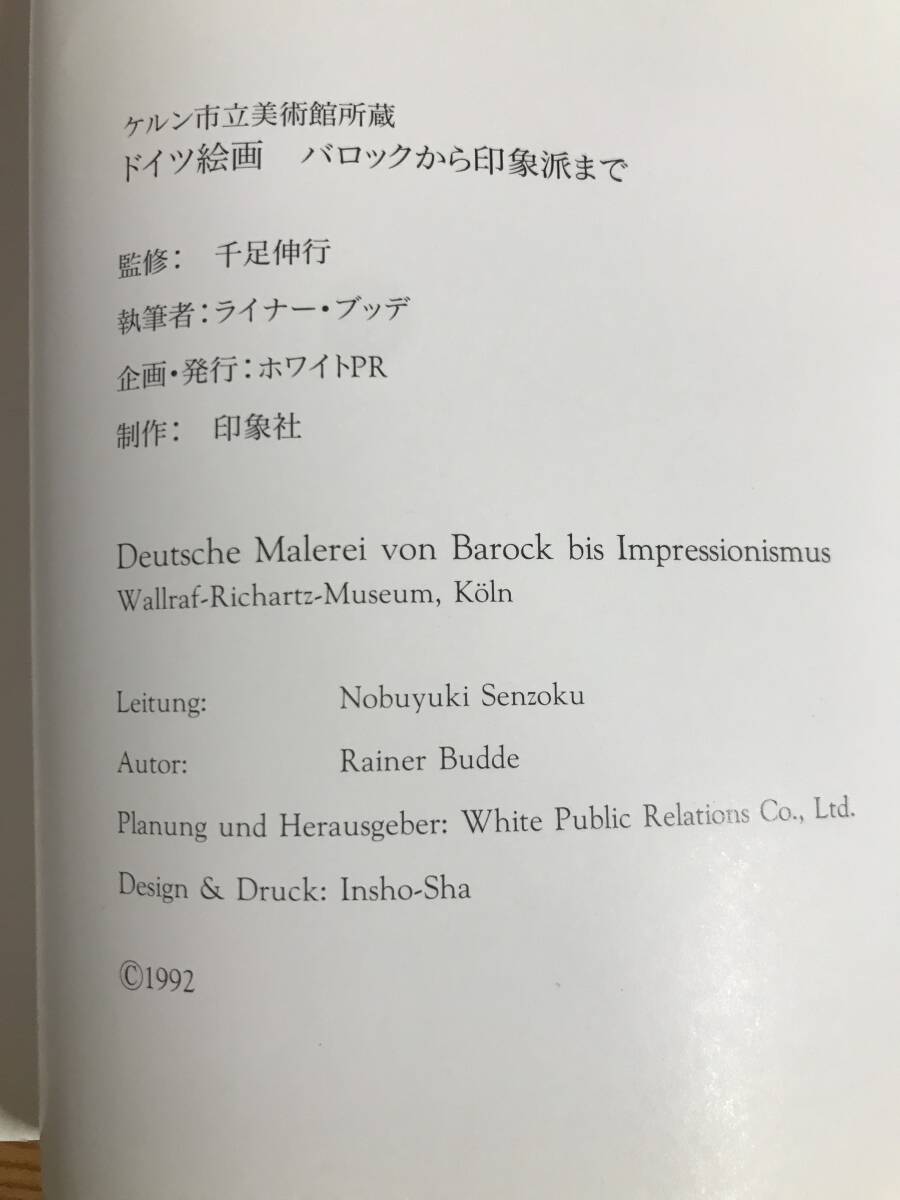 ケルン市立美術館所蔵
ドイツ絵画　バロックから印象派まで
監修：　千足伸行
執筆者：ライナー・ブッデ
企画・発行：ホワイトPR
制作：　印象社
Deutsche Malerei von Barock bis Impressionismus
Wallraf-Richartz-Museum, Köln
Leitung: Nobuyuki Senzoku
Autor: Rainer Budde
Planung und Herausgeber: White Public Relations Co., Ltd.
Design & Druck: Insho-Sha
©1992